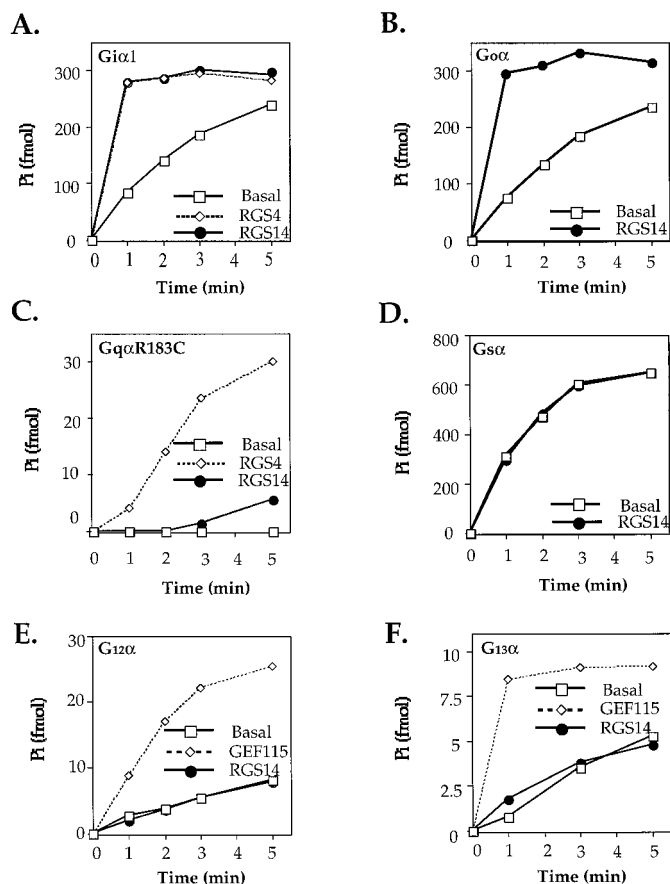 A.
Giα1
Pi (fmol)
300
200
100
0
Basal
RGS4
RGS14
0 1 2 3 4 5
Time (min)
B.
Goα
Pi (fmol)
300
200
100
0
Basal
RGS14
0 1 2 3 4 5
Time (min)
C.
GqαR183C
Pi (fmol)
30
20
10
0
Basal
RGS4
RGS14
0 1 2 3 4 5
Time (min)
D.
Gsα
Pi (fmol)
800
600
400
200
0
Basal
RGS14
0 1 2 3 4 5
Time (min)
E.
G12α
Pi (fmol)
30
20
10
0
Basal
GEF115
RGS14
0 1 2 3 4 5
Time (min)
F.
G13α
Pi (fmol)
10
7.5
5
2.5
0
Basal
GEF115
RGS14
0 1 2 3 4 5
Time (min)